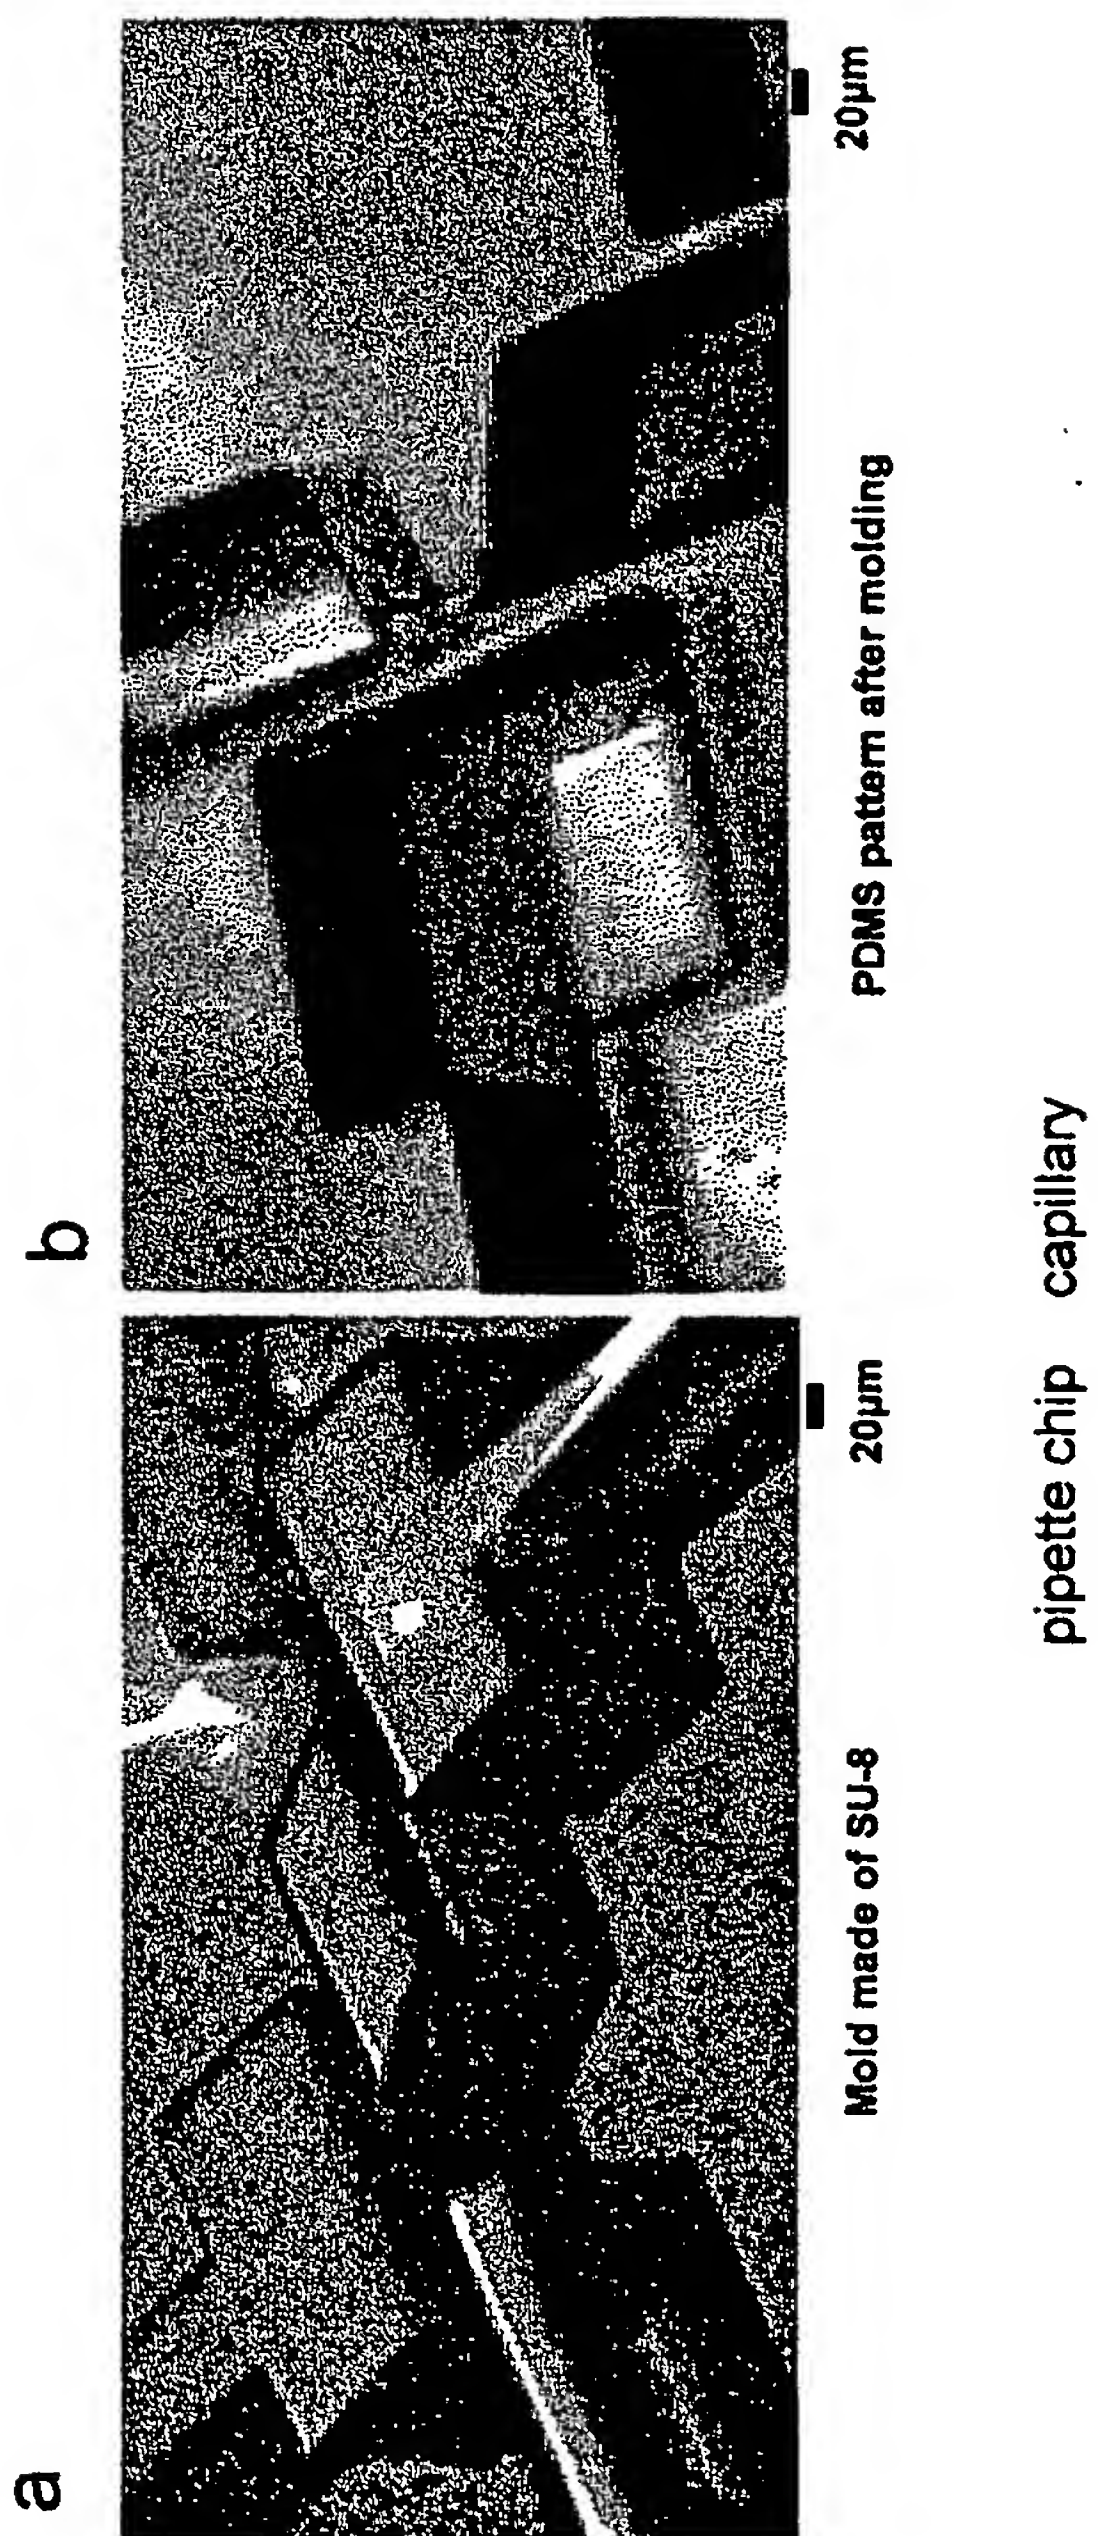 a
b
20μm
20μm
Mold made of SU-8
PDMS pattern after molding
pipette chip capillary